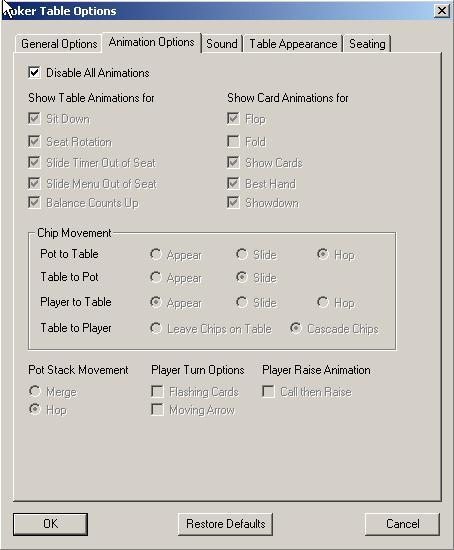 oker Table Options
General Options Animation Options Sound Table Appearance Seating
Disable All Animations
Show Table Animations for Show Card Animations for
Sit Down Flop
Seat Rotation Fold
Slide Timer Out of Seat Show Cards
Slide Menu Out of Seat Best Hand
Balance Counts Up Showdown
Chip Movement
Pot to Table Appear Slide Hop
Table to Pot Appear Slide
Player to Table Appear Slide Hop
Table to Player Leave Chips on Table Cascade Chips
Pot Stack Movement Player Turn Options Player Raise Animation
Merge Flashing Cards Call then Raise
Hop Moving Arrow
OK Restore Defaults Cancel